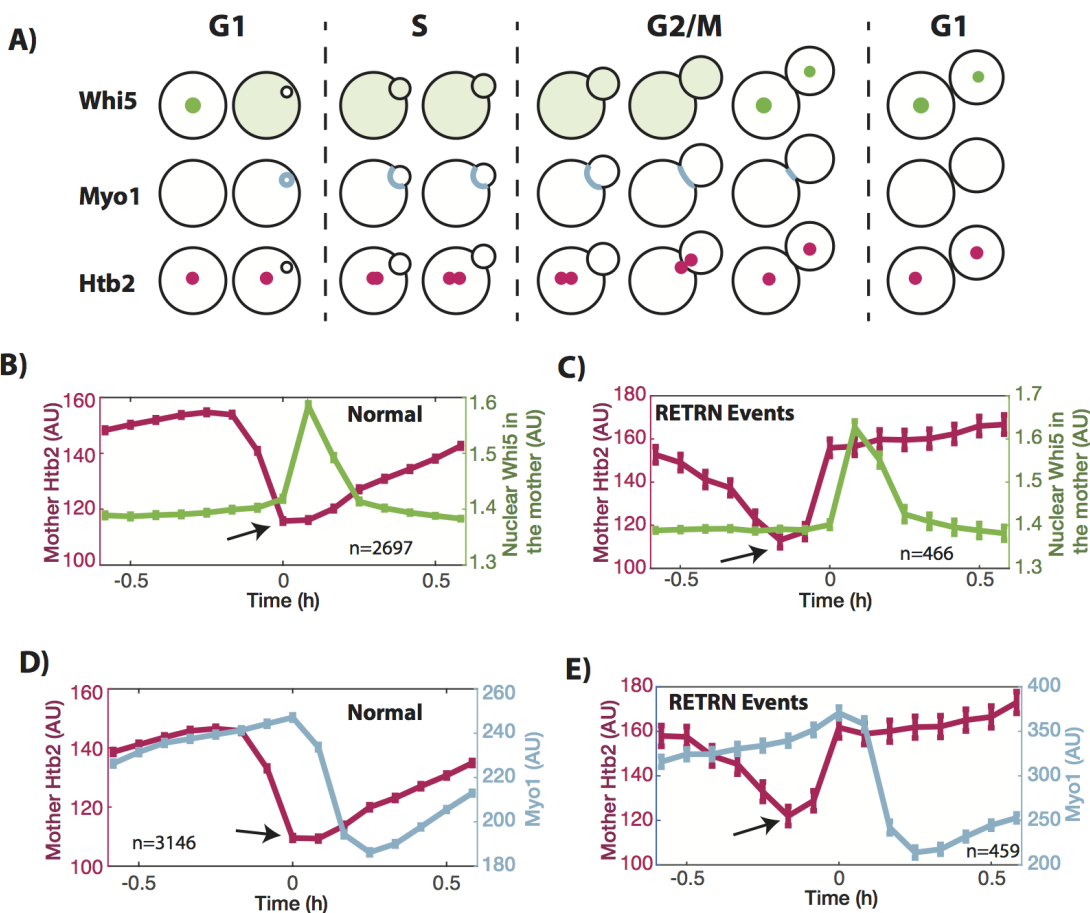 A)
G1 S G2/M G1
Whi5
Myo1
Htb2
B)
Normal
Mother Htb2 (AU)
160
140
120
100
Nuclear Whi5 in
the mother (AU)
1.6
1.5
1.4
1.3
n=2697
-0.5 0 0.5
Time (h)
C)
RETRN Events
Mother Htb2 (AU)
180
160
140
120
100
Nuclear Whi5 in
the mother (AU)
1.7
1.6
1.5
1.4
1.3
n=466
-0.5 0 0.5
Time (h)
D)
Normal
Mother Htb2 (AU)
160
140
120
100
Myo1 (AU)
260
240
220
200
180
n=3146
-0.5 0 0.5
Time (h)
E)
RETRN Events
Mother Htb2 (AU)
180
160
140
120
100
Myo1 (AU)
400
350
300
250
200
n=459
-0.5 0 0.5
Time (h)